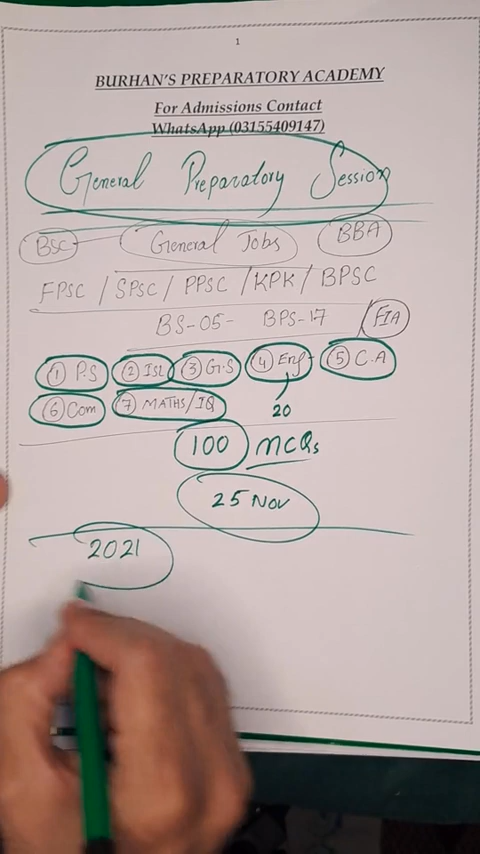 1
BURHAN'S PREPARATORY ACADEMY
For Admissions Contact
WhatsApp (03155409147)
General Preparatory Session
BSC General Jobs BBA
FPSC / SPSC / PPSC / KPK / BPSC
BS-05- BPS-17 FIA
1 P.S 2 ISL 3 G.S 4 Eng 5 C.A
6 Com 7 MATHS/IQ 20
100 MCQs
25 Nov
2021